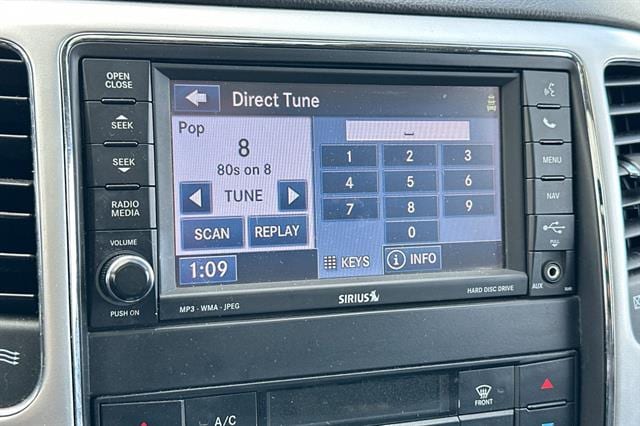 OPEN
CLOSE
SEEK
SEEK
RADIO
MEDIA
VOLUME
PUSH ON
Direct Tune
Pop
8
80s on 8
TUNE
SCAN
REPLAY
1:09
1
2
3
4
5
6
7
8
9
0
KEYS
i INFO
MENU
NAV
PULL
AUX
MP3 - WMA - JPEG
SIRIUS
HARD DISC DRIVE
A/C
FRONT